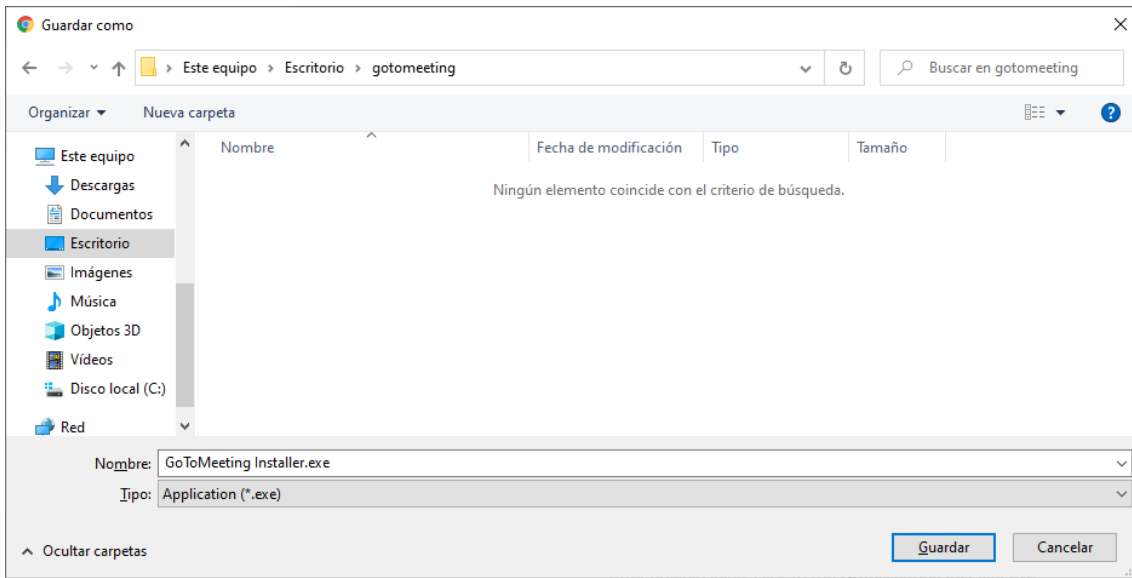 Guardar como
Este equipo > Escritorio > gotomeeting
Buscar en gotomeeting
Organizar
Nueva carpeta
Nombre
Fecha de modificación
Tipo
Tamaño
Ningún elemento coincide con el criterio de búsqueda.
Este equipo
Descargas
Documentos
Escritorio
Imágenes
Música
Objetos 3D
Vídeos
Disco local (C:)
Red
Nombre: GoToMeeting Installer.exe
Tipo: Application (*.exe)
Ocultar carpetas
Guardar
Cancelar